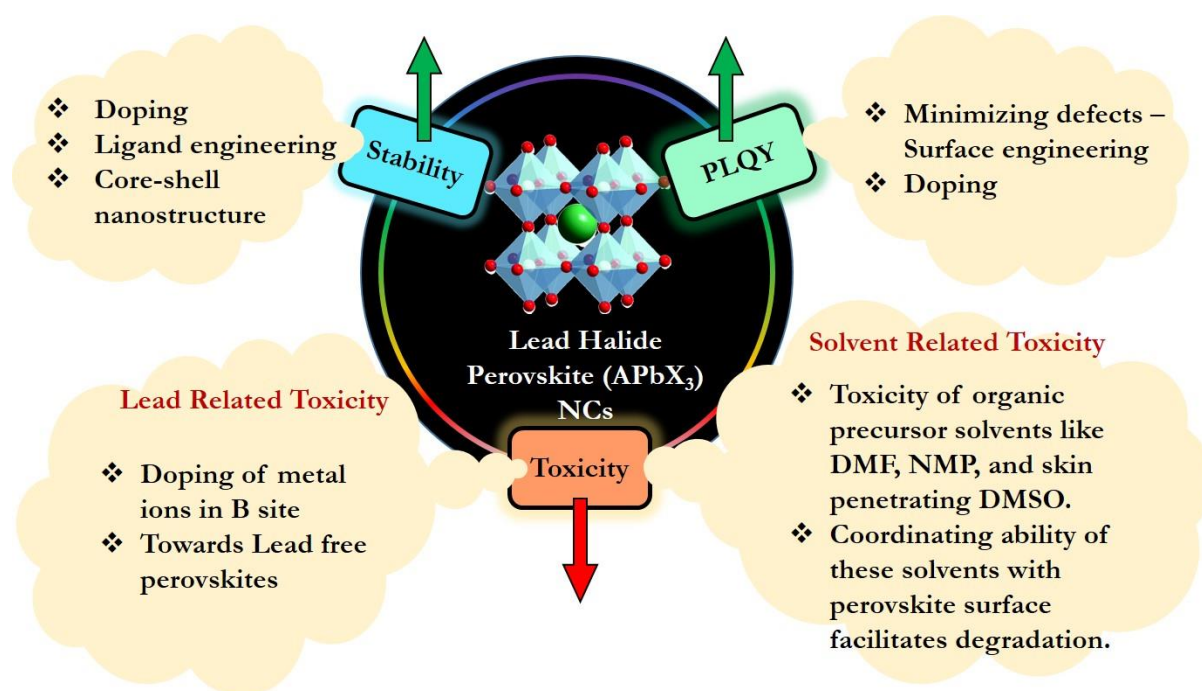 ❖ Doping
❖ Ligand engineering
❖ Core-shell
nanostructure
Stability
PLQY
❖ Minimizing defects –
Surface engineering
❖ Doping
Lead Halide
Perovskite (APbX₃)
NCs
Toxicity
Lead Related Toxicity
❖ Doping of metal
ions in B site
❖ Towards Lead free
perovskites
Solvent Related Toxicity
❖ Toxicity of organic
precursor solvents like
DMF, NMP, and skin
penetrating DMSO.
❖ Coordinating ability of
these solvents with
perovskite surface
facilitates degradation.